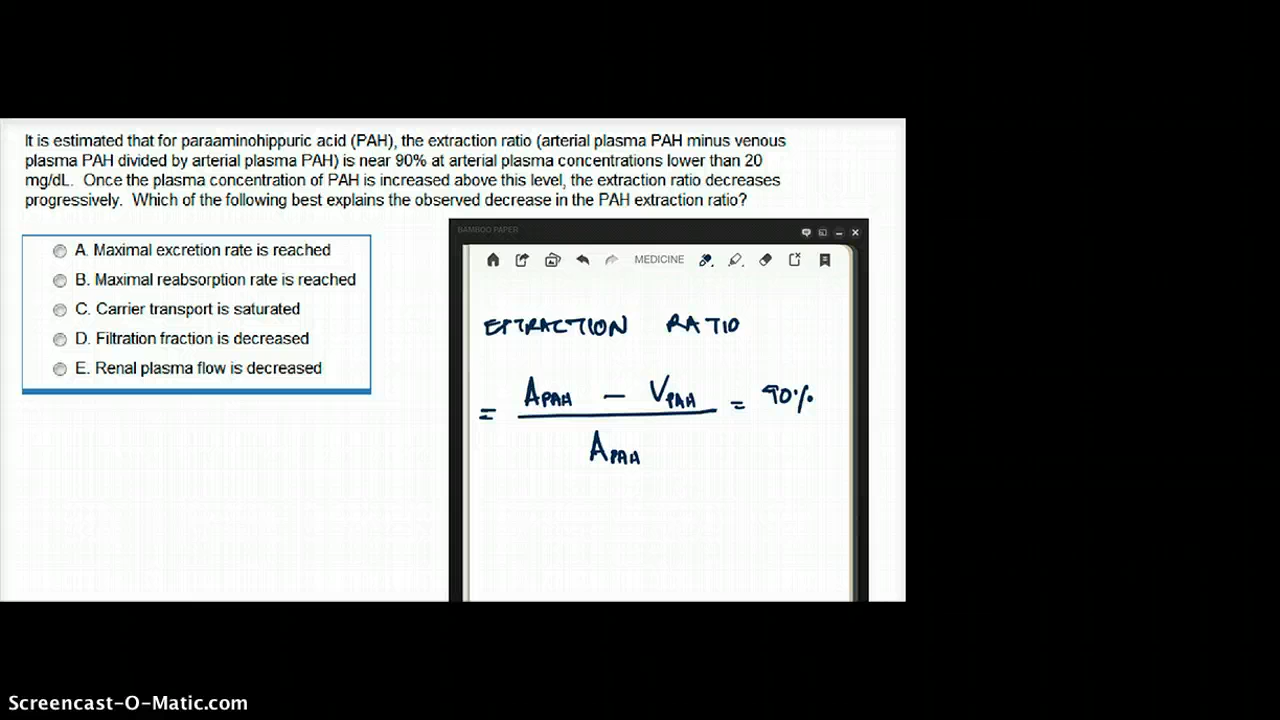 It is estimated that for paraaminohippuric acid (PAH), the extraction ratio (arterial plasma PAH minus venous
plasma PAH divided by arterial plasma PAH) is near 90% at arterial plasma concentrations lower than 20
mg/dL. Once the plasma concentration of PAH is increased above this level, the extraction ratio decreases
progressively. Which of the following best explains the observed decrease in the PAH extraction ratio?
A. Maximal excretion rate is reached
B. Maximal reabsorption rate is reached
C. Carrier transport is saturated
D. Filtration fraction is decreased
E. Renal plasma flow is decreased
BAMBOO PAPER
MEDICINE
EXTRACTION RATIO
= APAH - VPAH = 90%
APAH
Screencast-O-Matic.com